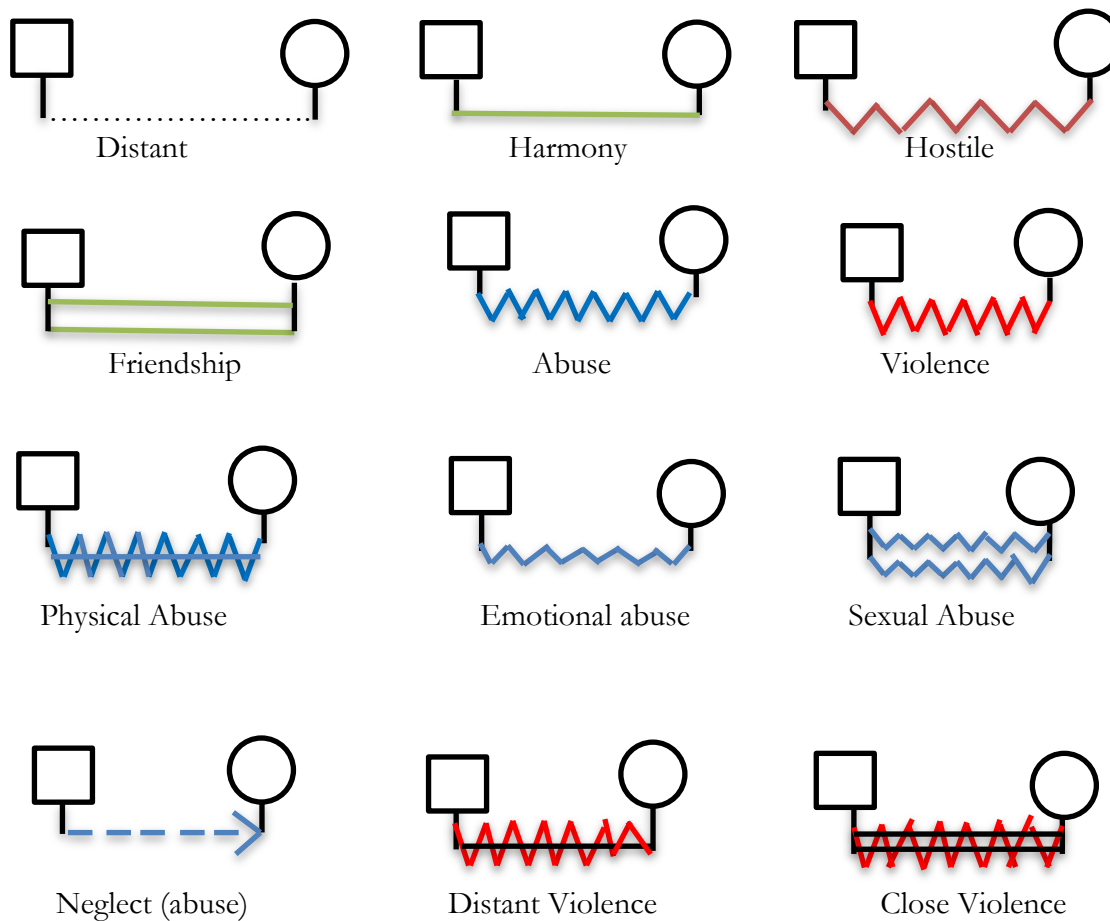 Distant
Harmony
Hostile
Friendship
Abuse
Violence
Physical Abuse
Emotional abuse
Sexual Abuse
Neglect (abuse)
Distant Violence
Close Violence